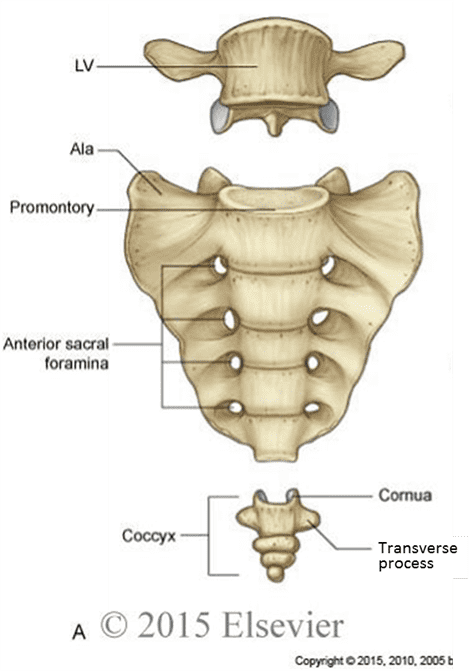 LV
Ala
Promontory
Anterior sacral
foramina
Cornua
Coccyx
Transverse
process
A © 2015 Elsevier
Copyright © 2015, 2010, 2005 b